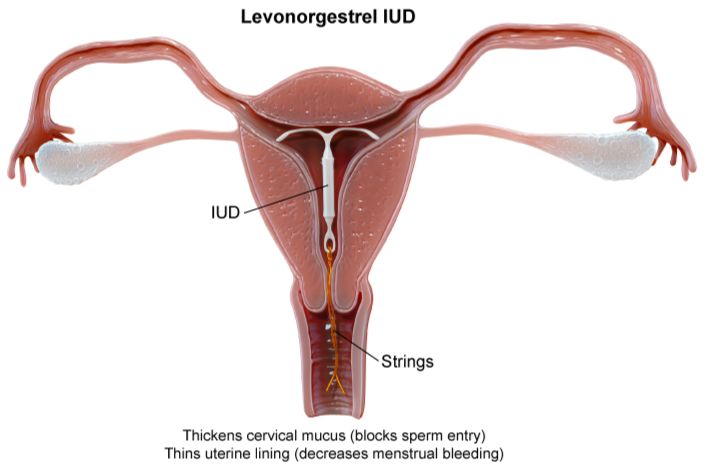 Levonorgestrel IUD
IUD
Strings
Thickens cervical mucus (blocks sperm entry)
Thins uterine lining (decreases menstrual bleeding)